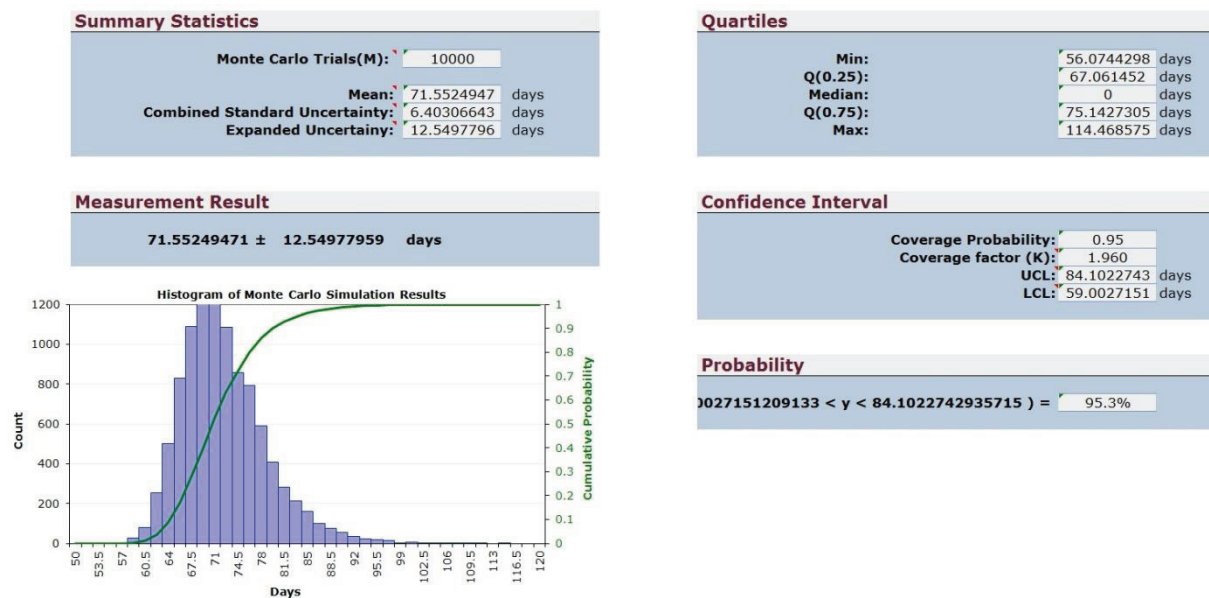 Summary Statistics
Monte Carlo Trials(M): 10000
Mean: 71.5524947 days
Combined Standard Uncertainty: 6.40306643 days
Expanded Uncertainy: 12.5497796 days
Measurement Result
71.55249471 ± 12.54977959 days
Histogram of Monte Carlo Simulation Results
Count
1200
1000
800
600
400
200
0
1
0.9
0.8
0.7
0.6
0.5
0.4
0.3
0.2
0.1
0
Cumulative Probability
50 53.5 57 60.5 64 67.5 71 74.5 78 81.5 85 88.5 92 95.5 99 102.5 106 109.5 113 116.5 120
Days
Quartiles
Min: 56.0744298 days
Q(0.25): 67.061452 days
Median: 0 days
Q(0.75): 75.1427305 days
Max: 114.468575 days
Confidence Interval
Coverage Probability: 0.95
Coverage factor (K): 1.960
UCL: 84.1022743 days
LCL: 59.0027151 days
Probability
0027151209133 < y < 84.1022742935715 ) = 95.3%